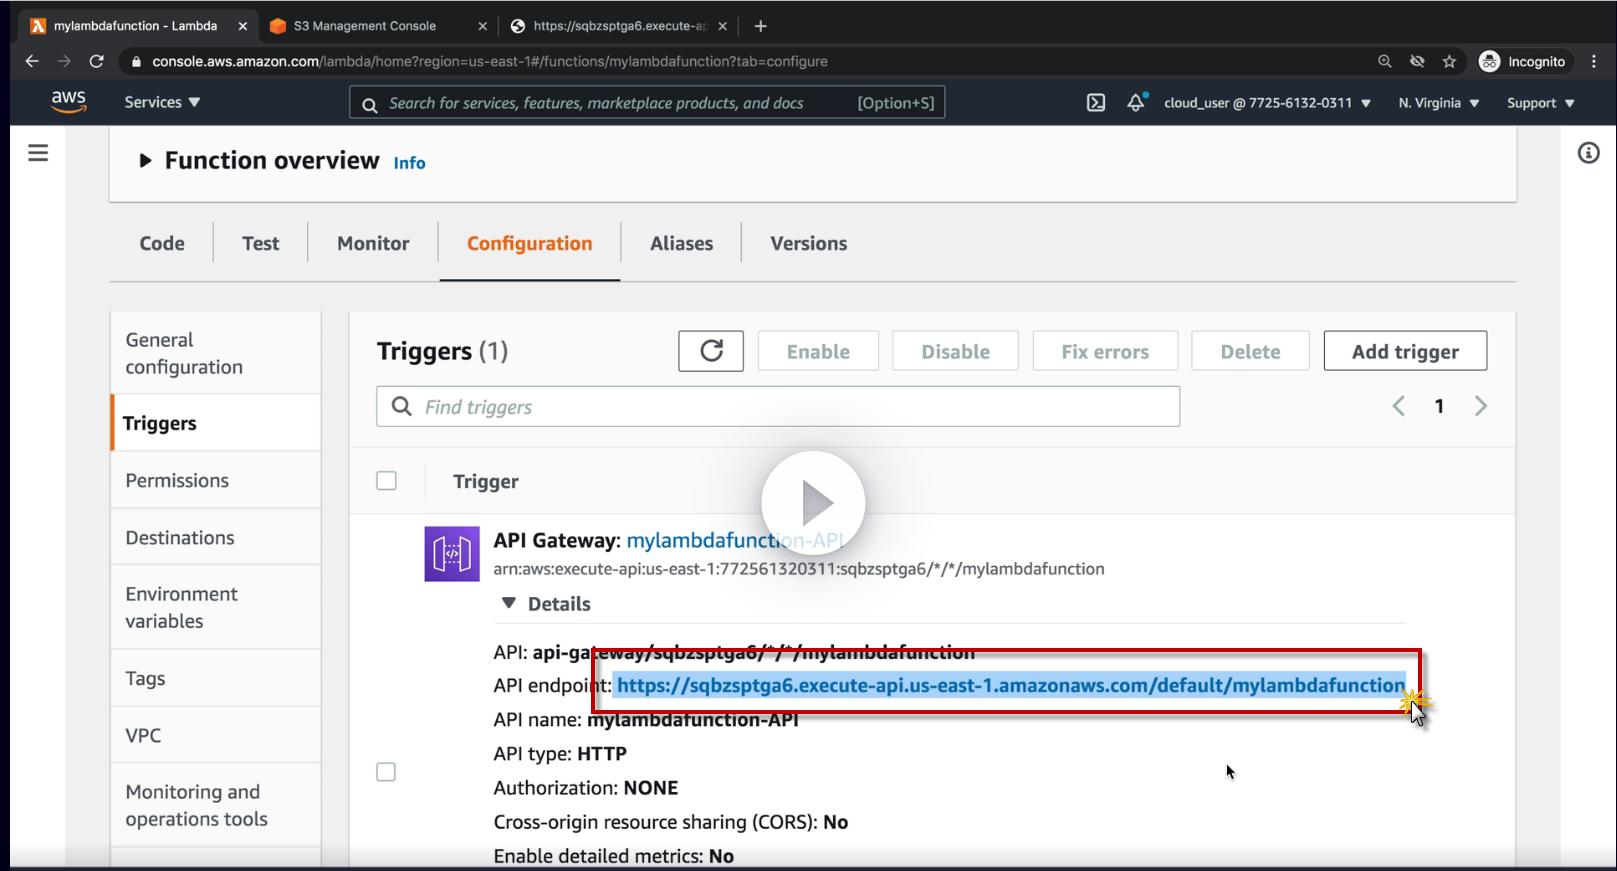 mylambdafunction - Lambda
S3 Management Console
https://sqbzsptga6.execute-ap
console.aws.amazon.com/lambda/home?region=us-east-1#/functions/mylambdafunction?tab=configure
Incognito
aws
Services ▼
Search for services, features, marketplace products, and docs
[Option+S]
cloud_user @ 7725-6132-0311 ▼
N. Virginia ▼
Support ▼
Function overview Info
Code
Test
Monitor
Configuration
Aliases
Versions
General
configuration
Triggers
Permissions
Destinations
Environment
variables
Tags
VPC
Monitoring and
operations tools
Triggers (1)
Enable
Disable
Fix errors
Delete
Add trigger
Find triggers
1
Trigger
API Gateway: mylambdafunction-API
arn:aws:execute-api:us-east-1:772561320311:sqbzsptga6/*/*/mylambdafunction
▼ Details
API: api-gateway/sqbzsptga6/*/*/mylambdafunction
API endpoint: https://sqbzsptga6.execute-api.us-east-1.amazonaws.com/default/mylambdafunction
API name: mylambdafunction-API
API type: HTTP
Authorization: NONE
Cross-origin resource sharing (CORS): No
Enable detailed metrics: No